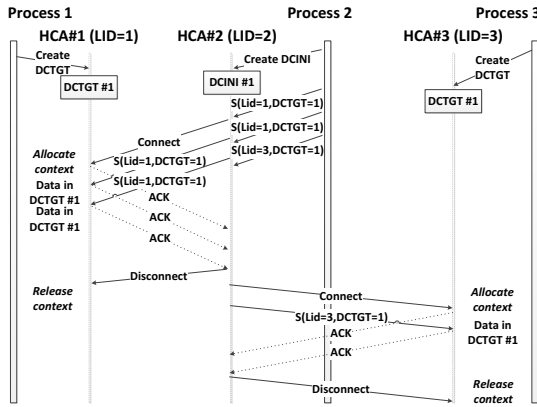 Process 1
Process 2
Process 3
HCA#1 (LID=1)
HCA#2 (LID=2)
HCA#3 (LID=3)
Create
DCTGT
Create DCINI
Create
DCTGT
DCTGT #1
DCINI #1
DCTGT #1
S(Lid=1,DCTGT=1)
S(Lid=1,DCTGT=1)
Connect
S(Lid=3,DCTGT=1)
Allocate
context
S(Lid=1,DCTGT=1)
Data in
DCTGT #1
S(Lid=1,DCTGT=1)
ACK
Data in
DCTGT #1
ACK
ACK
Disconnect
Release
context
Connect
Allocate
context
S(Lid=3,DCTGT=1)
Data in
DCTGT #1
ACK
ACK
Disconnect
Release
context